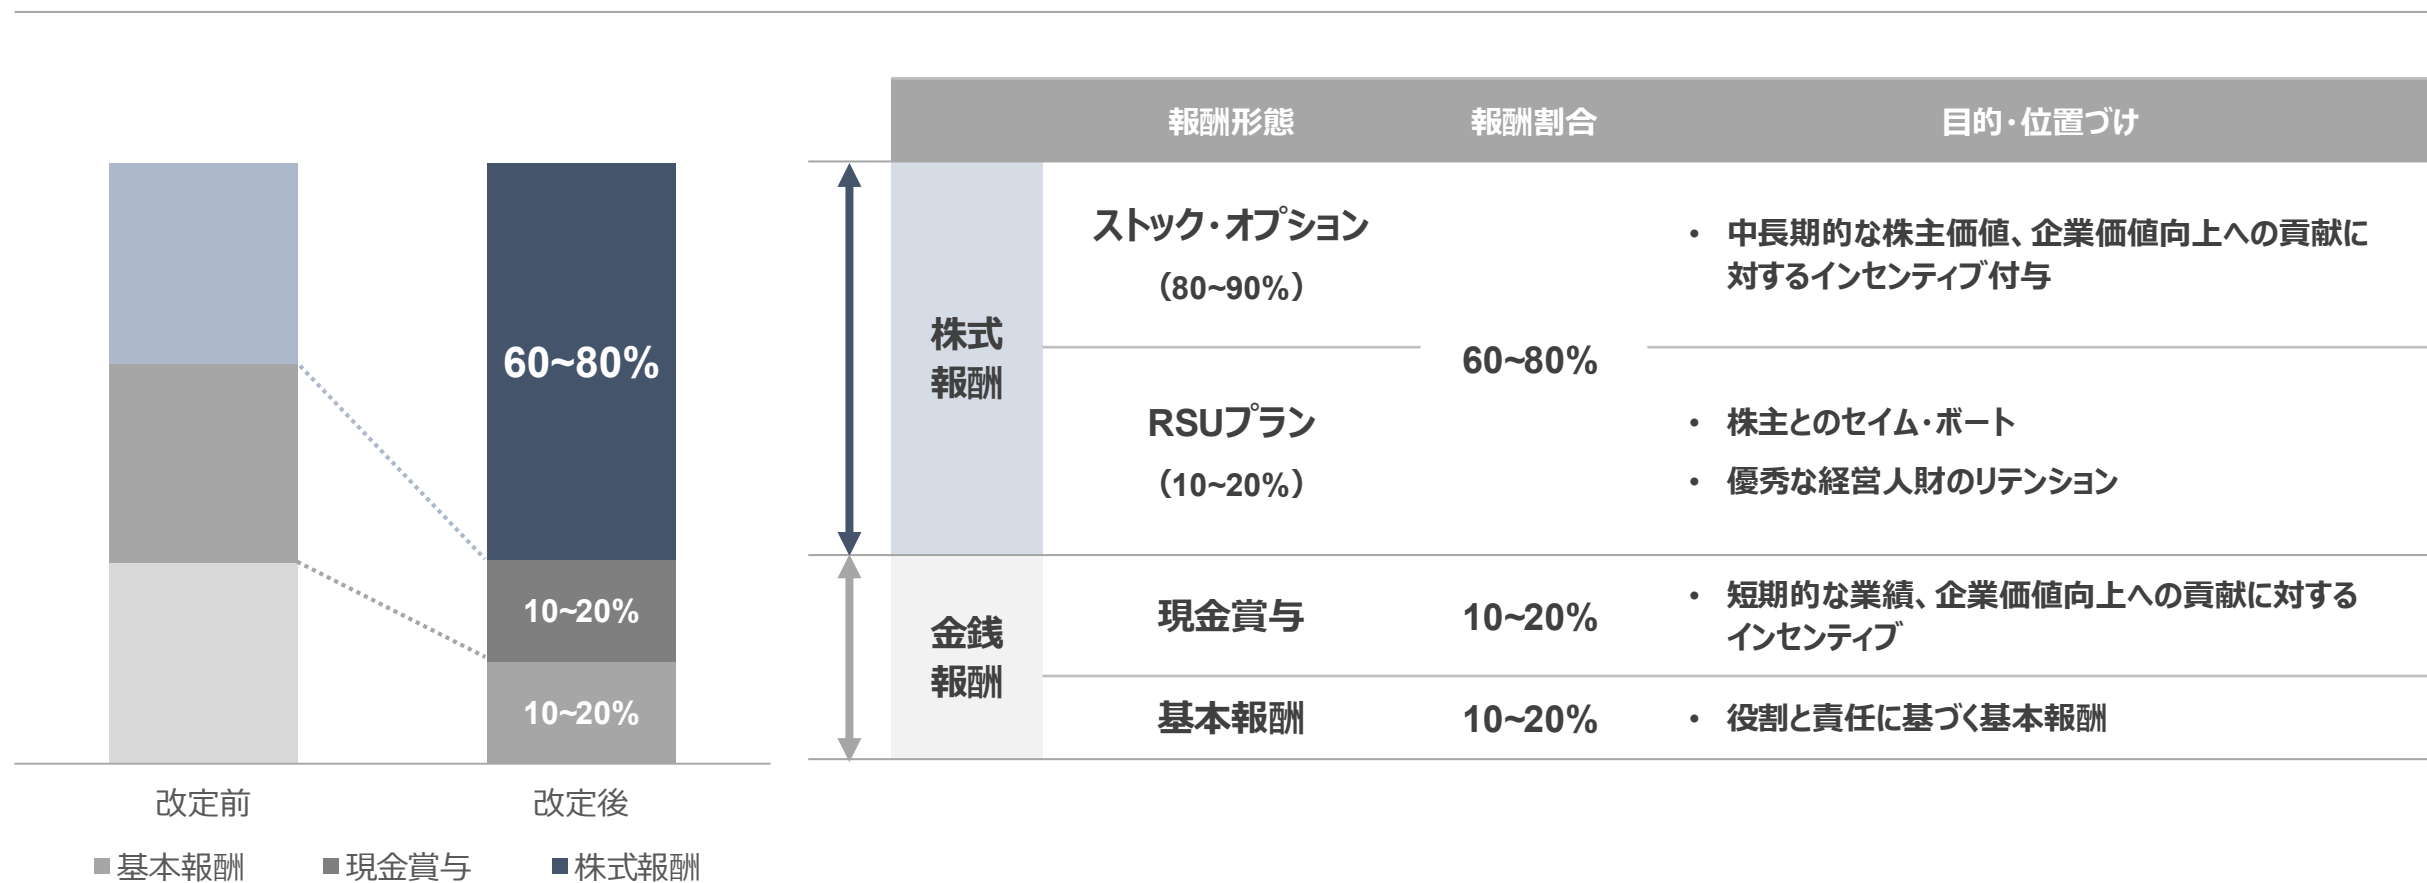 60~80%
10~20%
10~20%
改定前
改定後
基本報酬
現金賞与
株式報酬
報酬形態
報酬割合
目的・位置づけ
株式
報酬
ストック・オプション
（80~90%）
60~80%
• 中長期的な株主価値、企業価値向上への貢献に
対するインセンティブ付与
RSUプラン
（10~20%）
• 株主とのセイム・ボート
• 優秀な経営人財のリテンション
金銭
報酬
現金賞与
10~20%
• 短期的な業績、企業価値向上への貢献に対する
インセンティブ
基本報酬
10~20%
• 役割と責任に基づく基本報酬